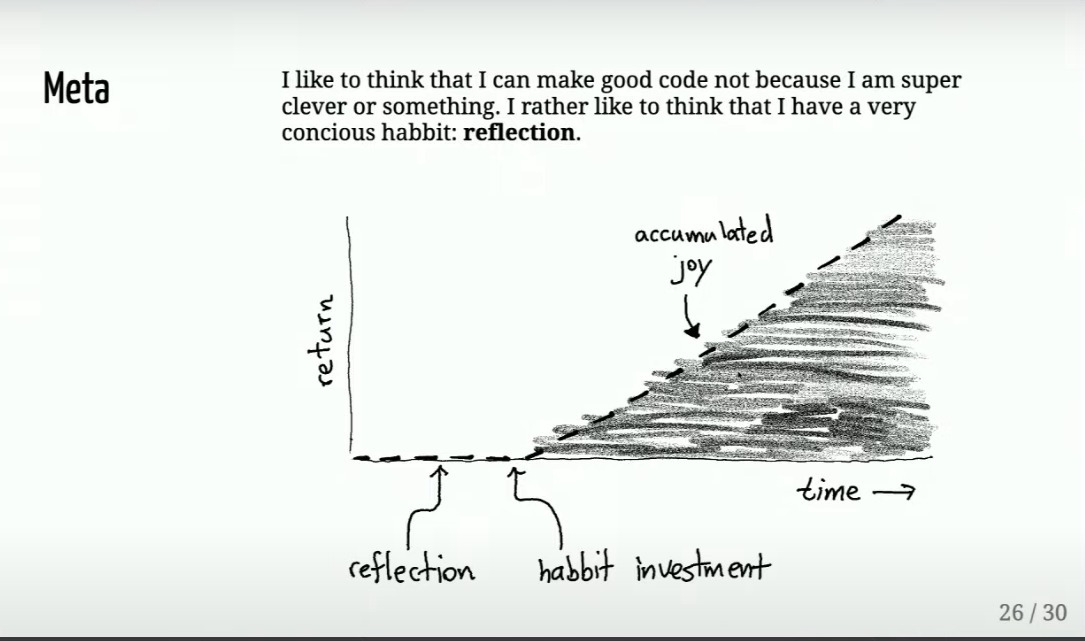 Meta
I like to think that I can make good code not because I am super
clever or something. I rather like to think that I have a very
concious habbit: reflection.
accumulated
joy
return
time
reflection
habbit investment
26 / 30